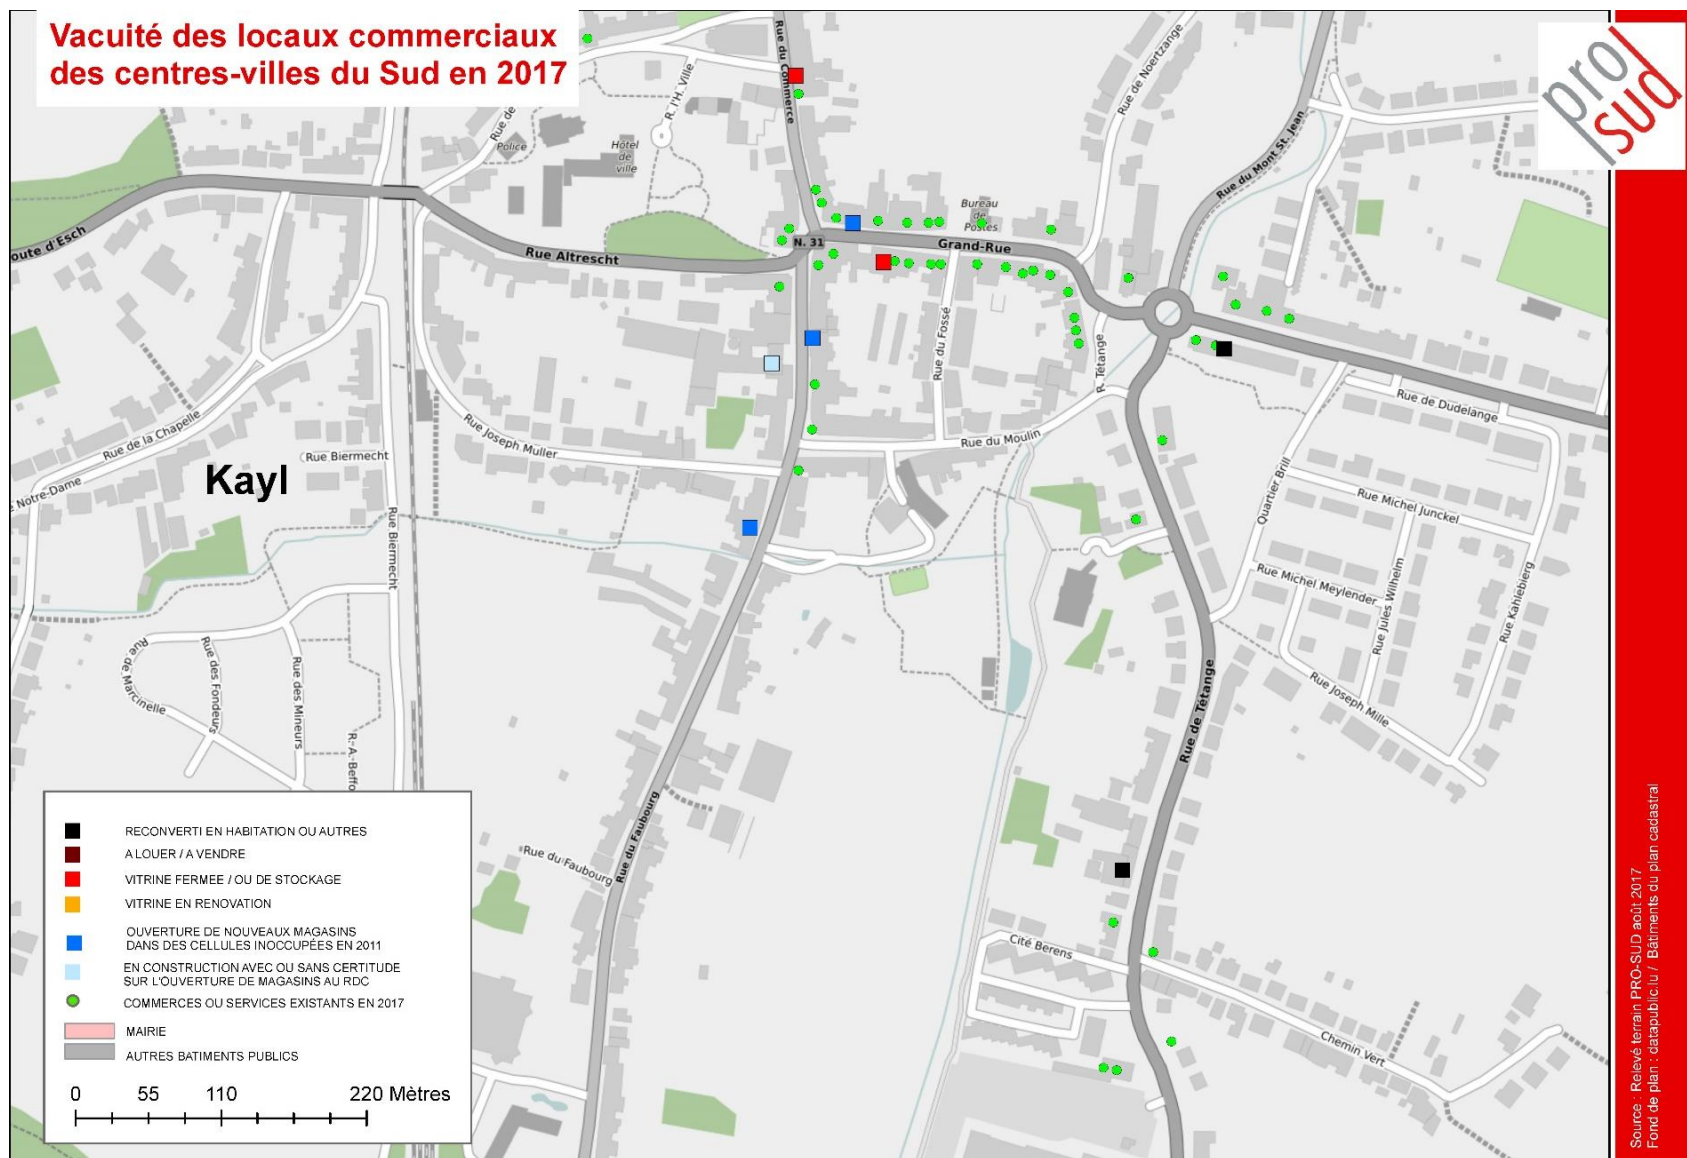 Vacuité des locaux commerciaux
des centres-villes du Sud en 2017
pro
sud
Rue du Commerce
R. l'H. Ville
Rue de Noertzange
Rue du Mont St. Jean
Rue de
Police
Hôtel
de
ville
Bureau
de
Postes
oute d'Esch
Rue Altrescht
N. 31
Grand-Rue
Rue du Fossé
R. Tétange
Rue de Dudelange
Rue de la Chapelle
Rue Joseph Muller
Rue du Moulin
Rue Biermecht
Kayl
e Notre-Dame
Rue Biermecht
Quartier Brill
Rue Michel Junckel
Rue Michel Meylender
Rue Jules Wilhelm
Rue Kahlebierg
Rue Joseph Mille
Rue de Marcinelle
Rue des Fondeurs
Rue des Mineurs
R.-A.-Beffo
Rue de Tétange
Rue du Faubourg
Rue du Faubourg
Cité Berens
Chemin Vert
RECONVERTI EN HABITATION OU AUTRES
A LOUER / A VENDRE
VITRINE FERMEE / OU DE STOCKAGE
VITRINE EN RENOVATION
OUVERTURE DE NOUVEAUX MAGASINS
DANS DES CELLULES INOCCUPÉES EN 2011
EN CONSTRUCTION AVEC OU SANS CERTITUDE
SUR L'OUVERTURE DE MAGASINS AU RDC
COMMERCES OU SERVICES EXISTANTS EN 2017
MAIRIE
AUTRES BATIMENTS PUBLICS
0 55 110 220 Mètres
Source : Relevé terrain PRO-SUD août 2017
Fond de plan : datapublic.lu / Bâtiments du plan cadastral